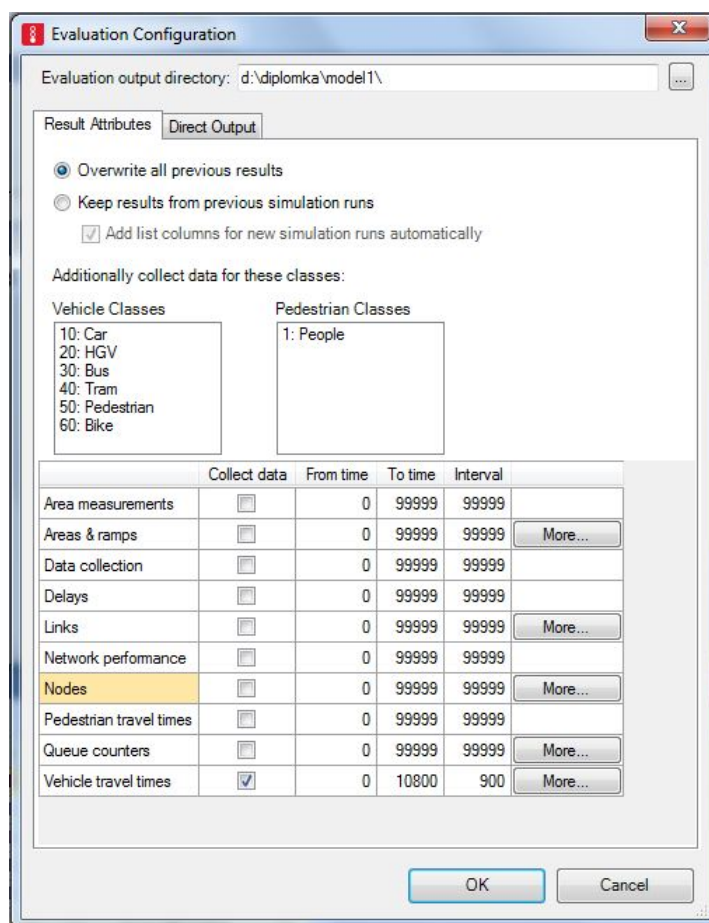 Evaluation Configuration
Evaluation output directory: d:\diplomka\model1\ ...
Result Attributes Direct Output
Overwrite all previous results
Keep results from previous simulation runs
Add list columns for new simulation runs automatically
Additionally collect data for these classes:
Vehicle Classes Pedestrian Classes
10: Car 1: People
20: HGV
30: Bus
40: Tram
50: Pedestrian
60: Bike
Collect data From time To time Interval
Area measurements 0 99999 99999
Areas & ramps 0 99999 99999 More...
Data collection 0 99999 99999
Delays 0 99999 99999
Links 0 99999 99999 More...
Network performance 0 99999 99999
Nodes 0 99999 99999 More...
Pedestrian travel times 0 99999 99999
Queue counters 0 99999 99999 More...
Vehicle travel times 0 10800 900 More...
OK Cancel